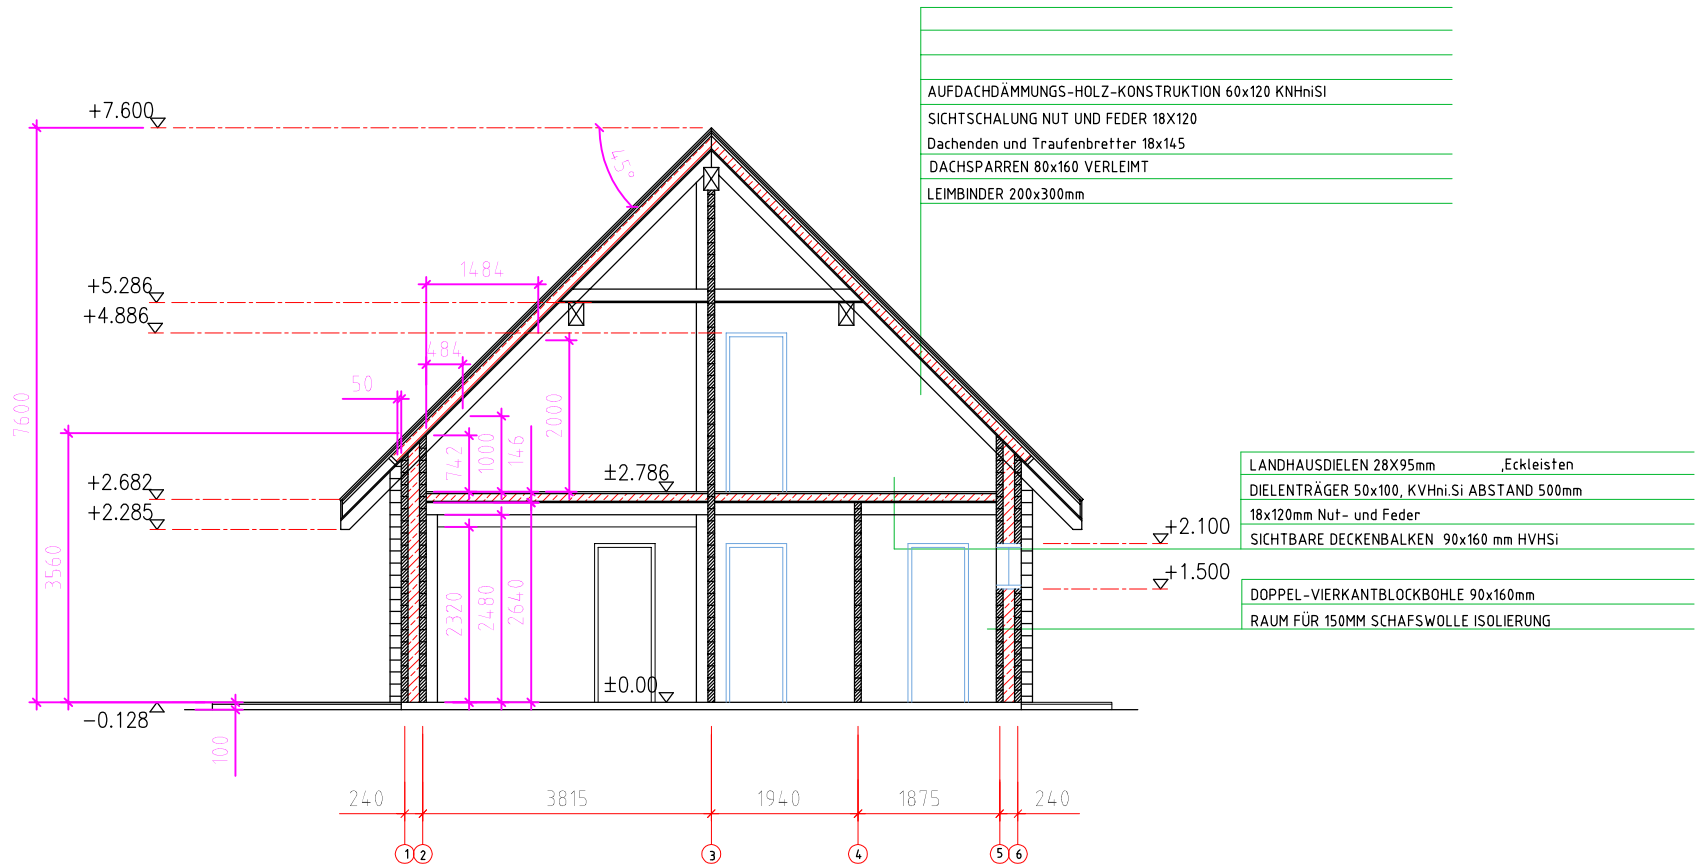 AUFDACHDÄMMUNGS-HOLZ-KONSTRUKTION 60x120 KNHniSI
SICHTSCHALUNG NUT UND FEDER 18X120
Dachenden und Traufenbretter 18x145
DACHSPARREN 80x160 VERLEIMT
LEIMBINDER 200x300mm
+7.600
45°
+5.286
+4.886
1484
484
50
7600
3560
742
1000
146
2000
±2.786
+2.682
+2.285
LANDHAUSDIELEN 28X95mm ,Eckleisten
DIELENTRÄGER 50x100, KVHni.Si ABSTAND 500mm
18x120mm Nut- und Feder
SICHTBARE DECKENBALKEN 90x160 mm HVHSi
+2.100
+1.500
DOPPEL-VIERKANTBLOCKBOHLE 90x160mm
RAUM FÜR 150MM SCHAFSWOLLE ISOLIERUNG
2320
2480
2640
±0.00
-0.128
100
240 3815 1940 1875 240
1 2 3 4 5 6